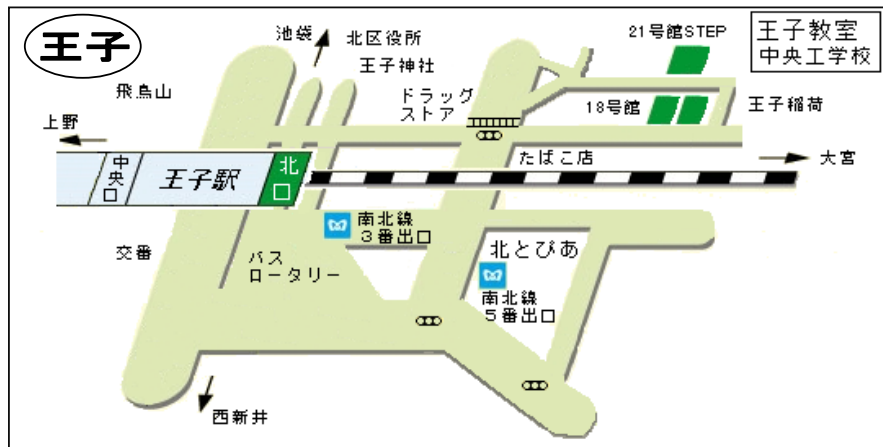 王子
池袋
北区役所
王子神社
21号館STEP
王子教室
中央工学校
飛鳥山
ドラッグ
ストア
18号館
王子稲荷
上野
たばこ店
大宮
中央口
王子駅
北口
南北線
3番出口
交番
バス
ロータリー
北とぴあ
南北線
5番出口
西新井